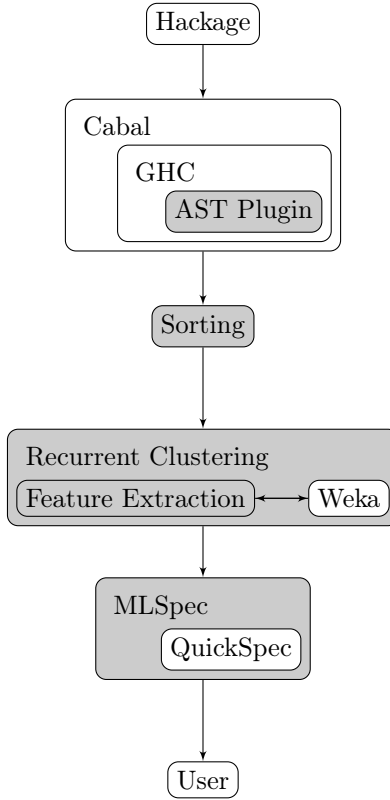 Hackage
Cabal
GHC
AST Plugin
Sorting
Recurrent Clustering
Feature Extraction
Weka
MLSpec
QuickSpec
User